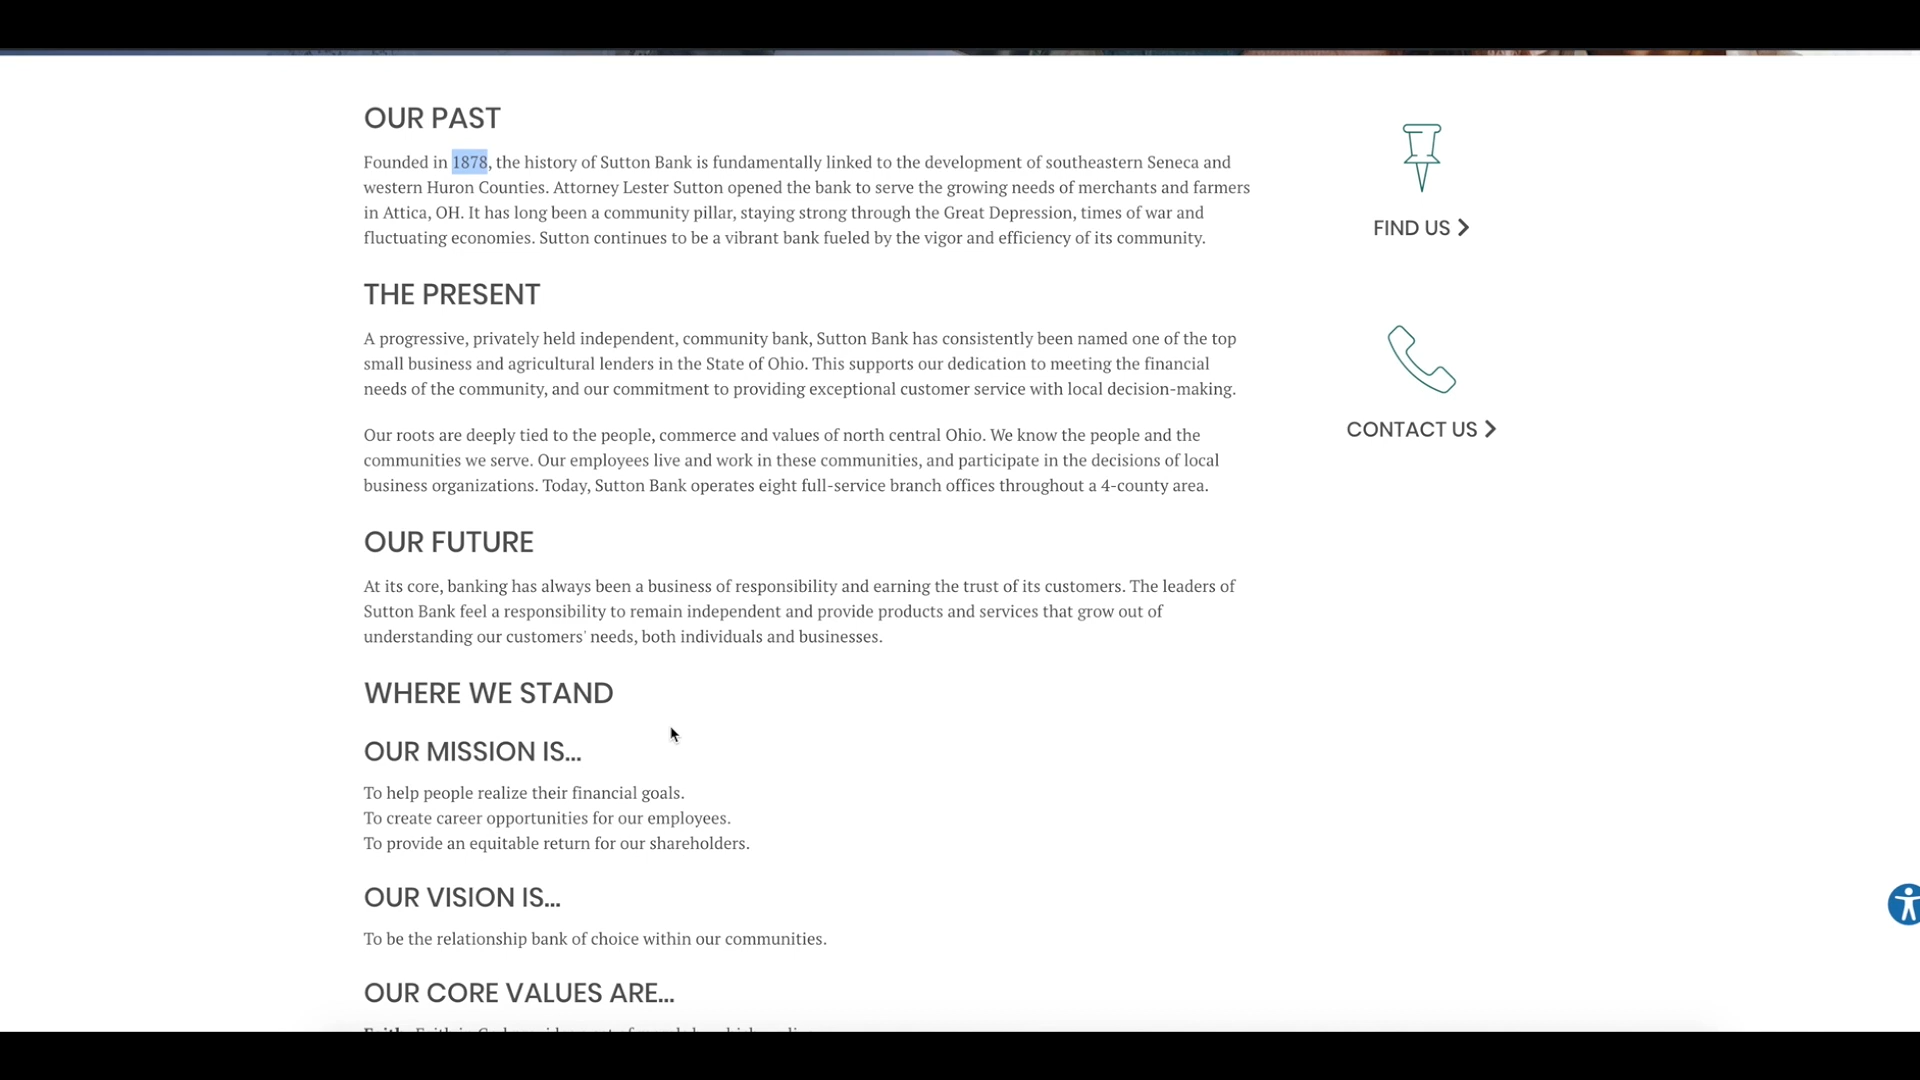 OUR PAST
Founded in 1878, the history of Sutton Bank is fundamentally linked to the development of southeastern Seneca and
western Huron Counties. Attorney Lester Sutton opened the bank to serve the growing needs of merchants and farmers
in Attica, OH. It has long been a community pillar, staying strong through the Great Depression, times of war and
fluctuating economies. Sutton continues to be a vibrant bank fueled by the vigor and efficiency of its community.
FIND US
THE PRESENT
A progressive, privately held independent, community bank, Sutton Bank has consistently been named one of the top
small business and agricultural lenders in the State of Ohio. This supports our dedication to meeting the financial
needs of the community, and our commitment to providing exceptional customer service with local decision-making.
CONTACT US
Our roots are deeply tied to the people, commerce and values of north central Ohio. We know the people and the
communities we serve. Our employees live and work in these communities, and participate in the decisions of local
business organizations. Today, Sutton Bank operates eight full-service branch offices throughout a 4-county area.
OUR FUTURE
At its core, banking has always been a business of responsibility and earning the trust of its customers. The leaders of
Sutton Bank feel a responsibility to remain independent and provide products and services that grow out of
understanding our customers' needs, both individuals and businesses.
WHERE WE STAND
OUR MISSION IS...
To help people realize their financial goals.
To create career opportunities for our employees.
To provide an equitable return for our shareholders.
OUR VISION IS...
To be the relationship bank of choice within our communities.
OUR CORE VALUES ARE...